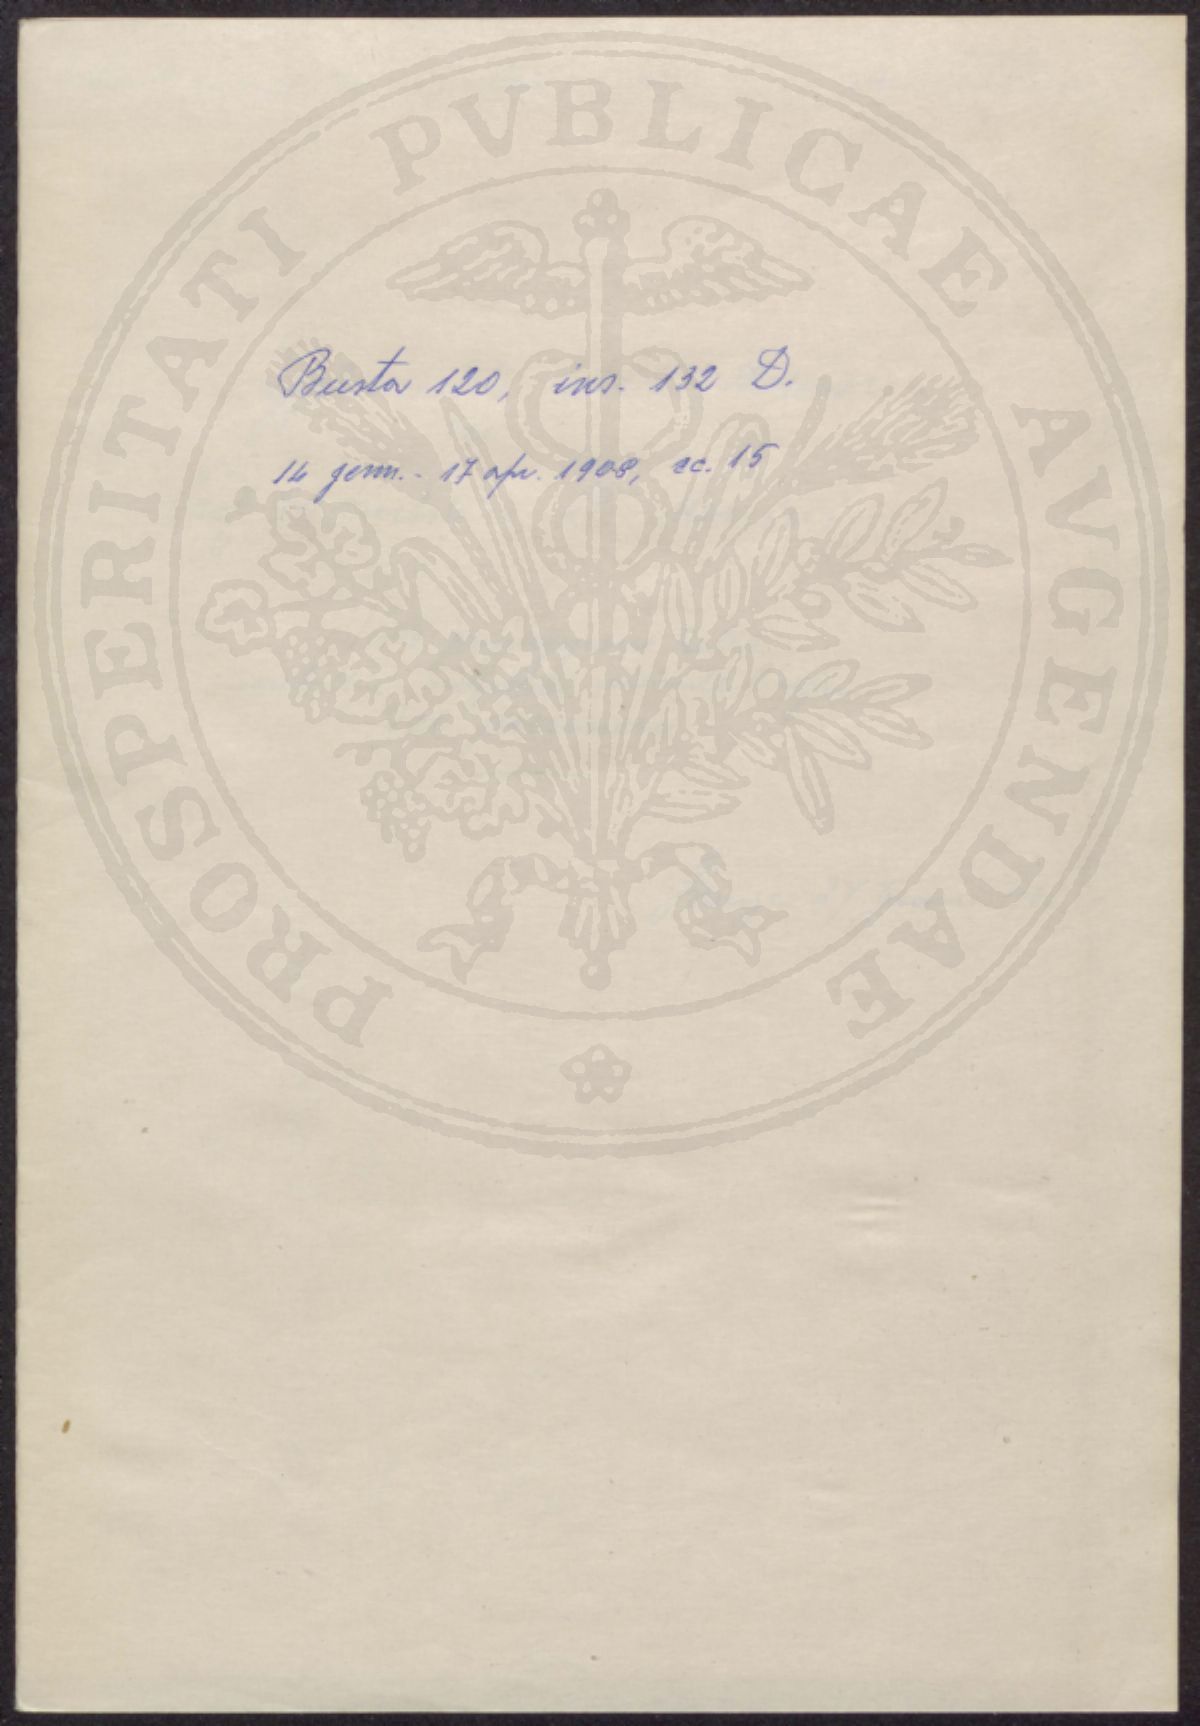 PROSPERITATI PVBLICAE AVGENDAE
Busta 120, ins. 132 D.
14 genn. - 17 apr. 1908, cc. 15